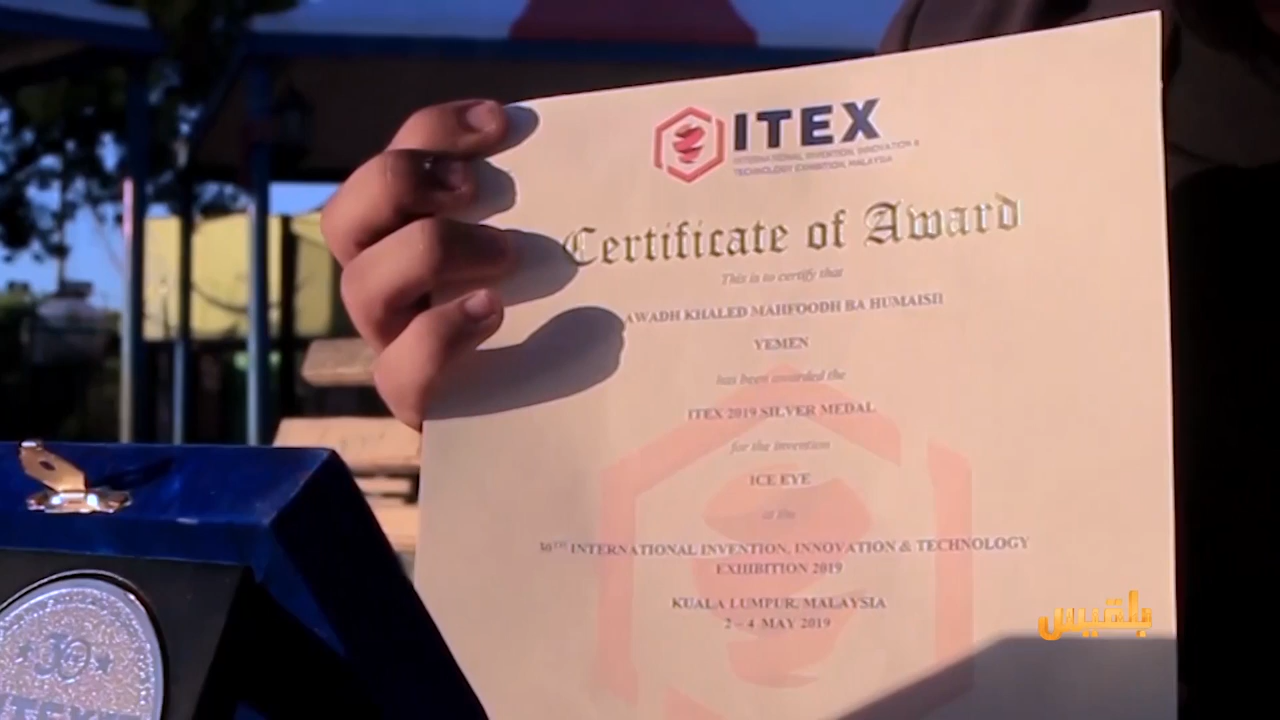 ITEX
INTERNATIONAL INVENTION, INNOVATION &
TECHNOLOGY EXHIBITION, MALAYSIA
Certificate of Award
This is to certify that
AWADH KHALED MAHFOODH BA HUMAISH
YEMEN
has been awarded the
ITEX 2019 SILVER MEDAL
for the invention
ICE EYE
at the
30TH INTERNATIONAL INVENTION, INNOVATION & TECHNOLOGY
EXHIBITION 2019
KUALA LUMPUR, MALAYSIA
2 – 4 MAY 2019
بلقيس
30